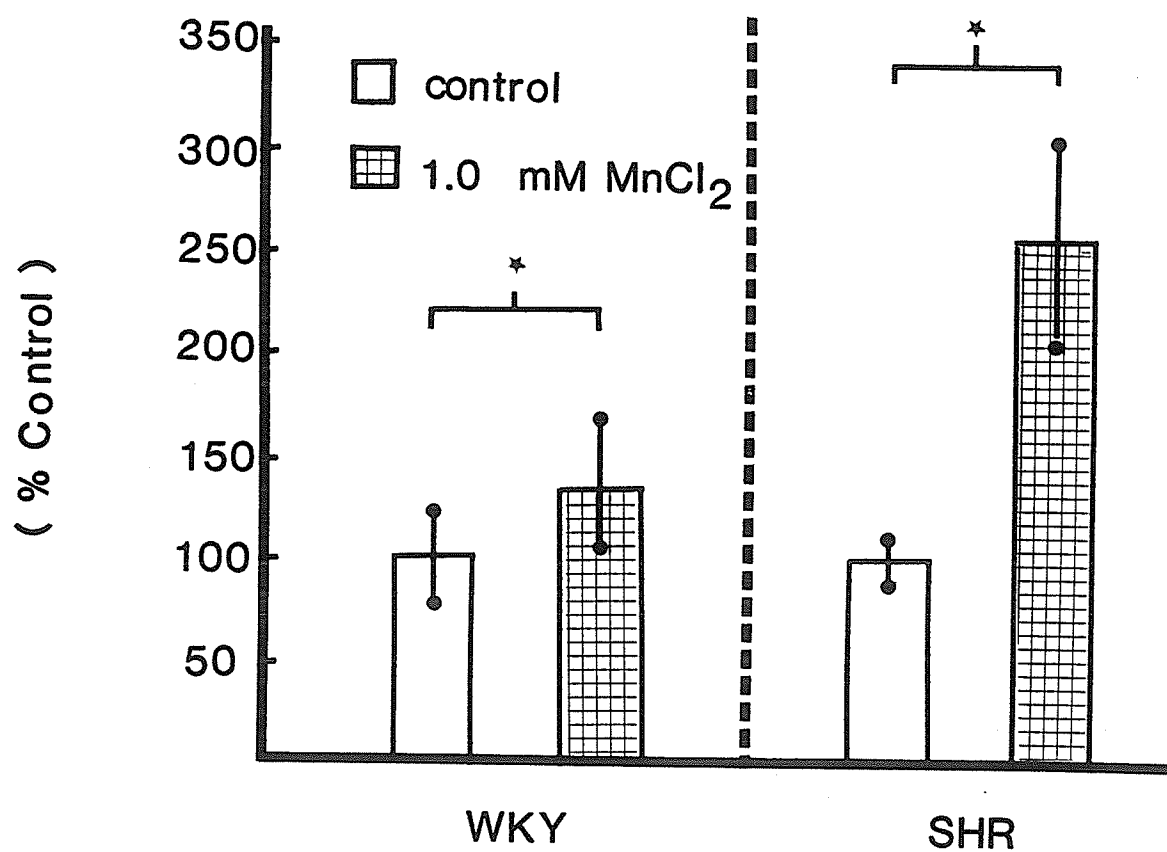 350
300
250
200
150
100
50
( % Control )
control
1.0 mM MnCl₂
*
*
WKY
SHR